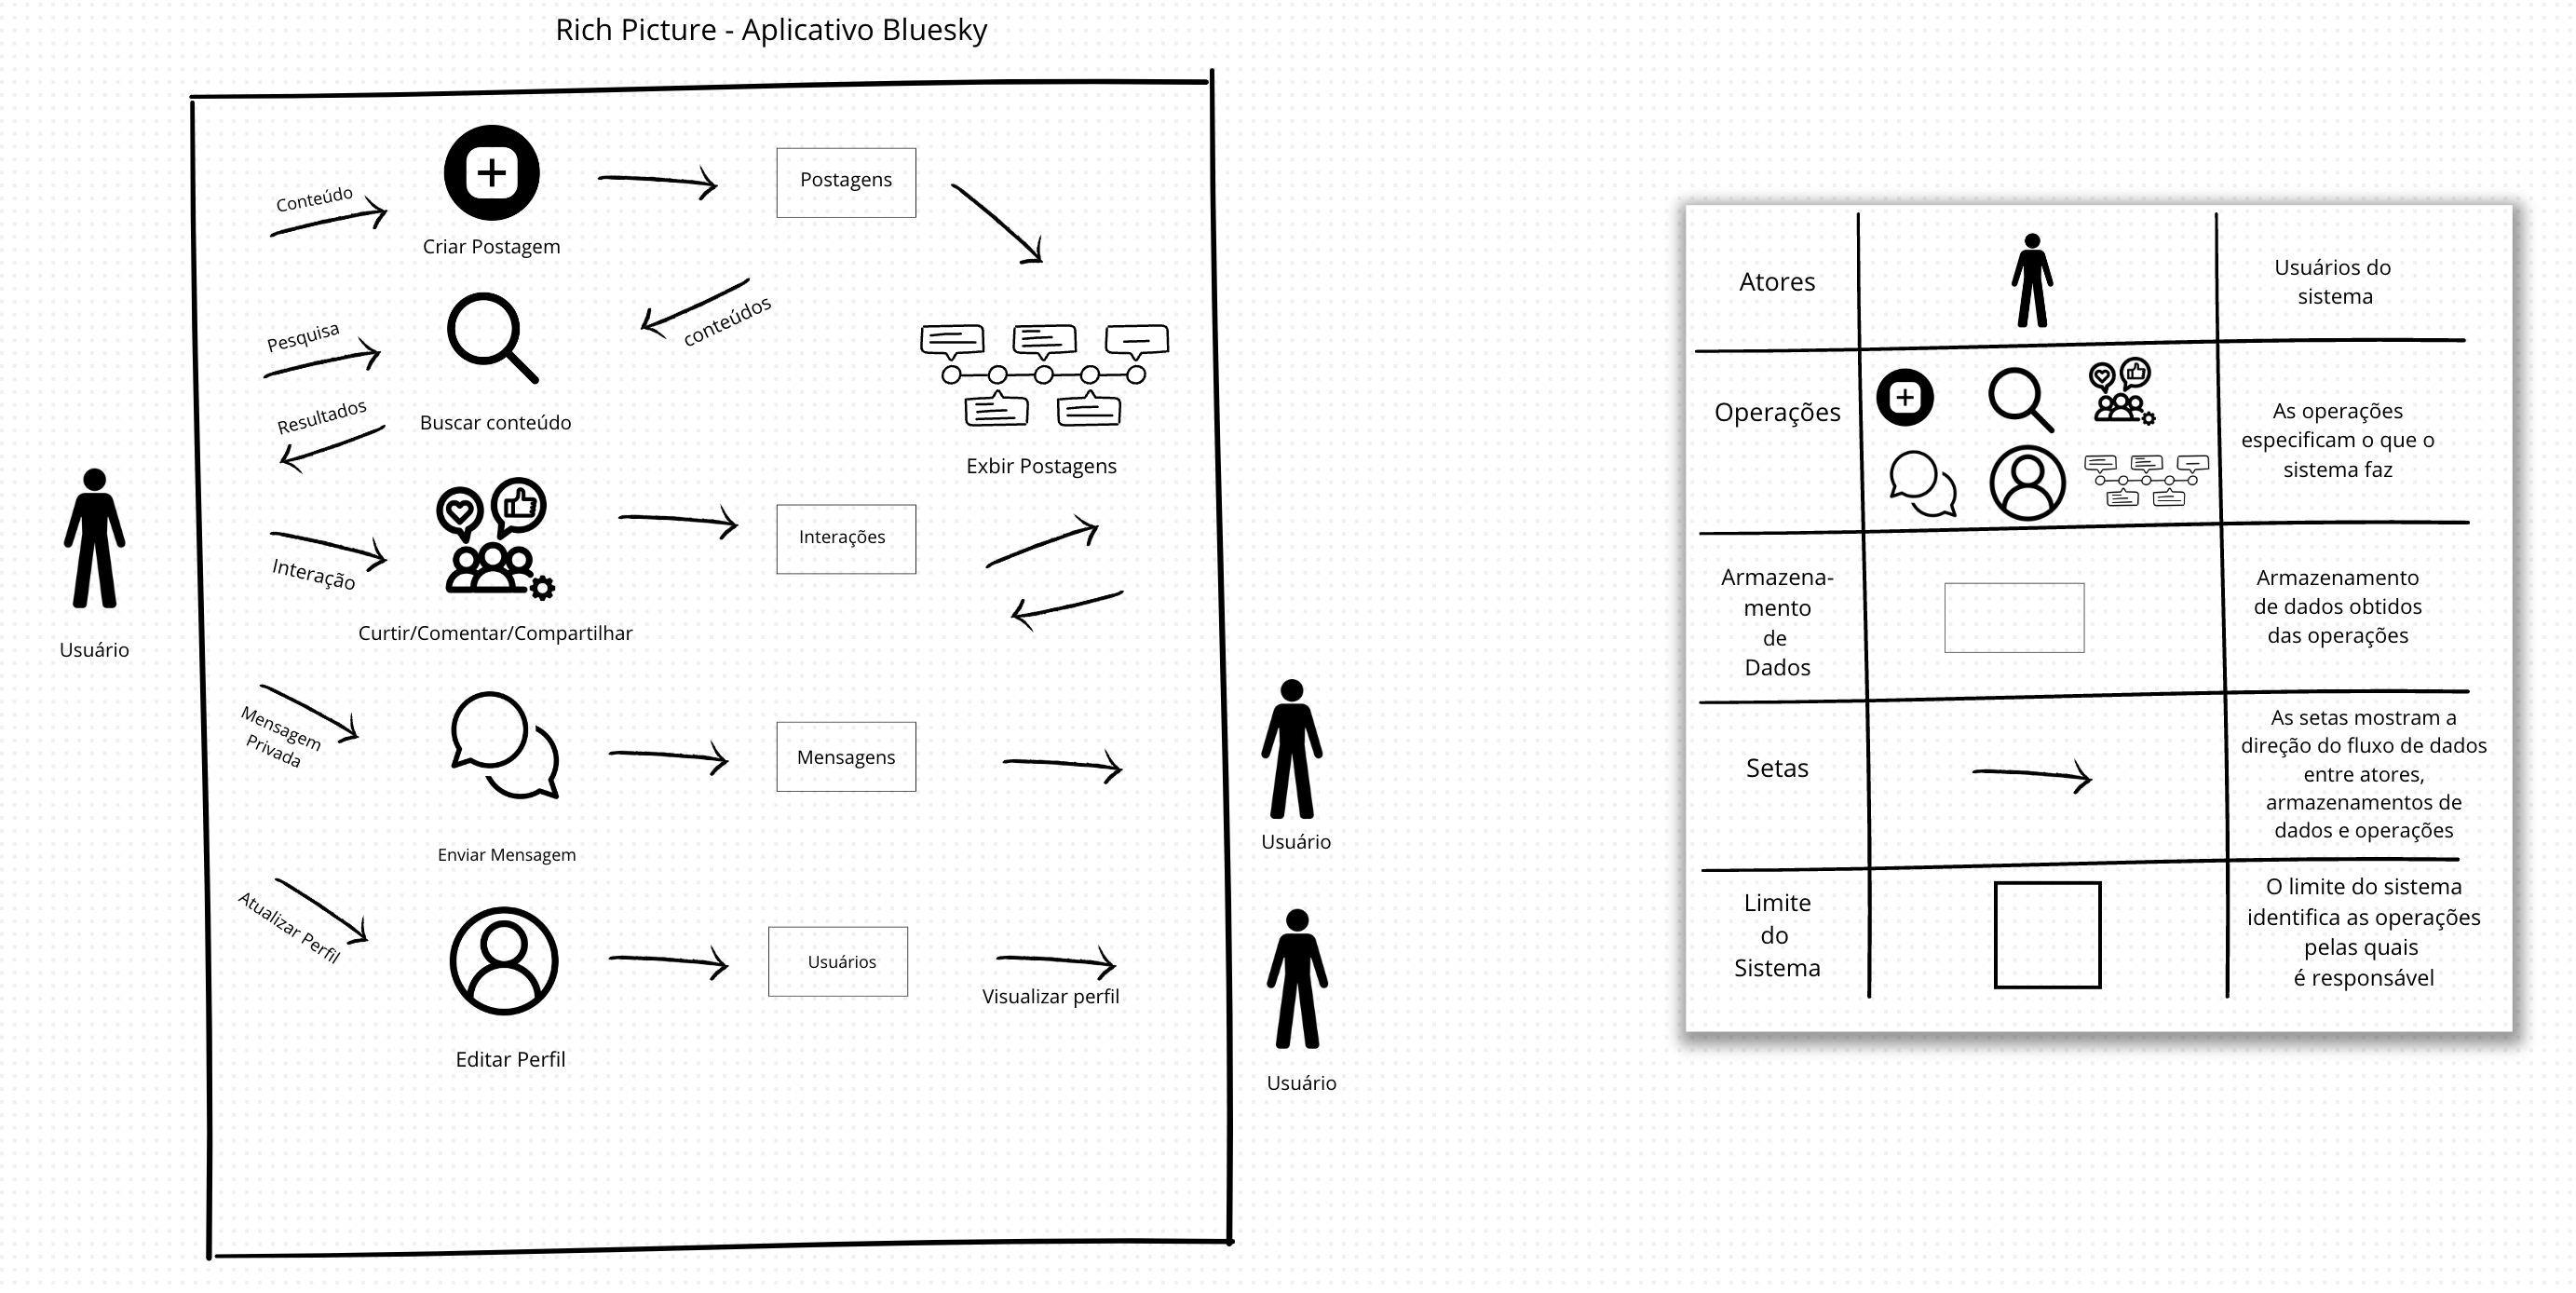 Rich Picture - Aplicativo Bluesky
Conteúdo
Criar Postagem
Postagens
Pesquisa
conteúdos
Resultados
Buscar conteúdo
Exbir Postagens
Interação
Interações
Curtir/Comentar/Compartilhar
Usuário
Mensagem
Privada
Mensagens
Enviar Mensagem
Usuário
Atualizar Perfil
Usuários
Visualizar perfil
Editar Perfil
Usuário
Atores
Usuários do
sistema
Operações
As operações
especificam o que o
sistema faz
Armazena-
mento
de
Dados
Armazenamento
de dados obtidos
das operações
Setas
As setas mostram a
direção do fluxo de dados
entre atores,
armazenamentos de
dados e operações
Limite
do
Sistema
O limite do sistema
identifica as operações
pelas quais
é responsável